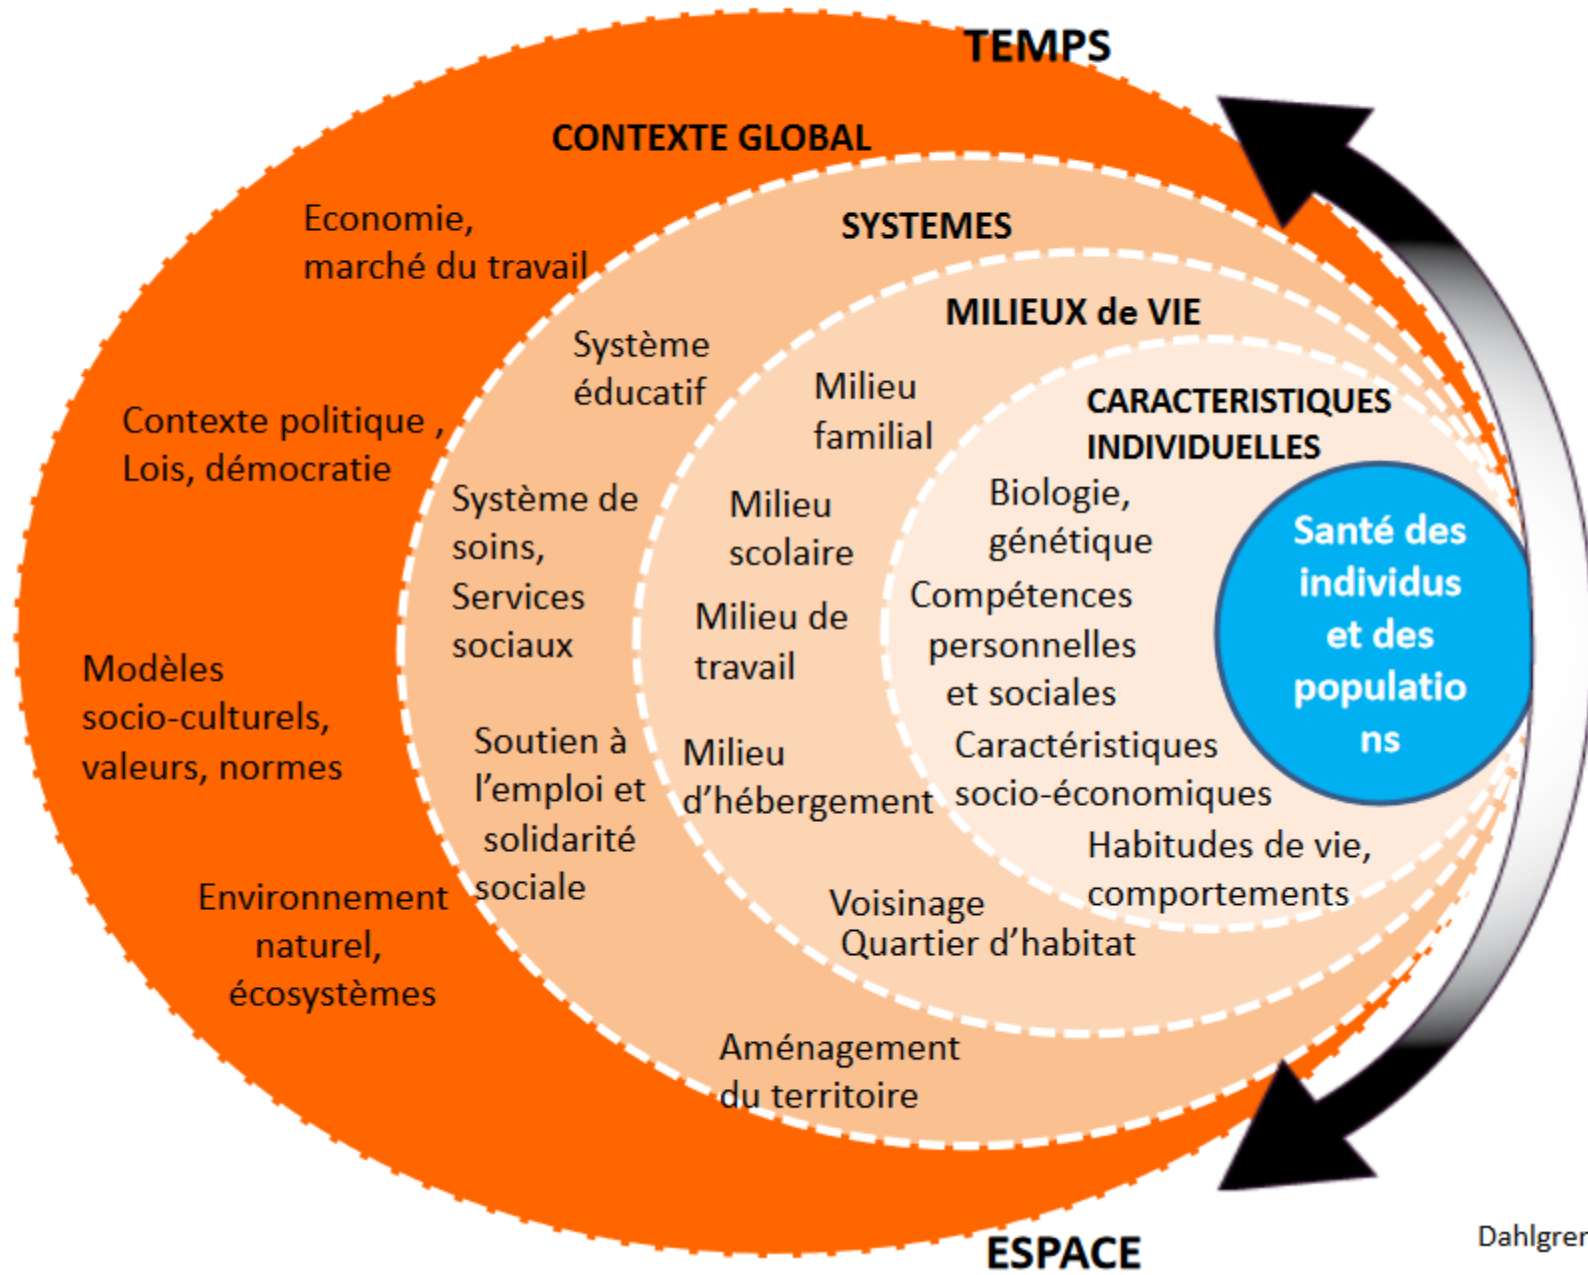 TEMPS
CONTEXTE GLOBAL
Economie,
marché du travail
SYSTEMES
Système
éducatif
MILIEUX de VIE
Milieu
familial
CARACTERISTIQUES
INDIVIDUELLES
Contexte politique ,
Lois, démocratie
Système de
soins,
Services
sociaux
Milieu
scolaire
Biologie,
génétique
Santé des
individus
et des
populatio
ns
Compétences
personnelles
et sociales
Milieu de
travail
Modèles
socio-culturels,
valeurs, normes
Soutien à
l’emploi et
solidarité
sociale
Milieu
d’hébergement
Caractéristiques
socio-économiques
Habitudes de vie,
comportements
Environnement
naturel,
écosystèmes
Voisinage
Quartier d’habitat
Aménagement
du territoire
ESPACE